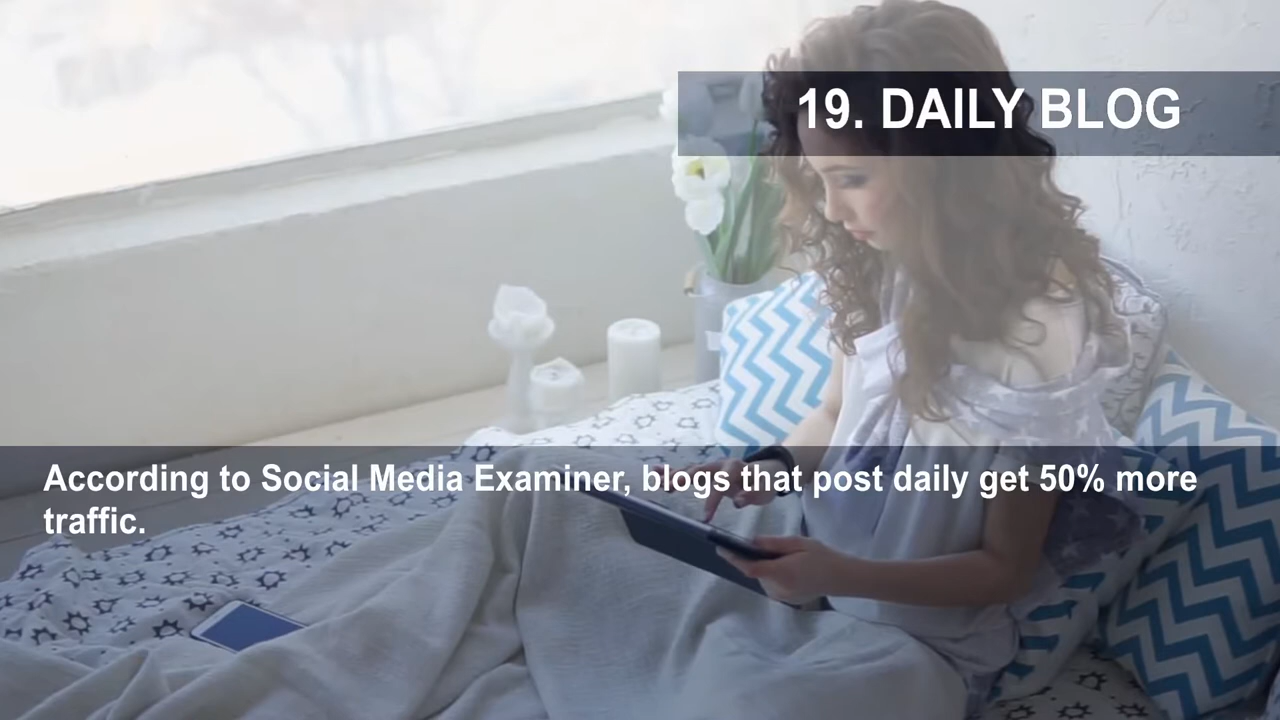 19. DAILY BLOG
According to Social Media Examiner, blogs that post daily get 50% more
traffic.